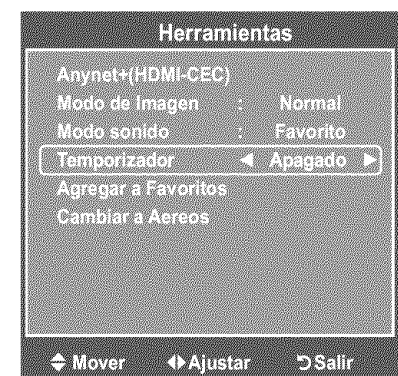 Herramientas
Anynet+(HDMI-CEC)
Modo de Imagen : Normal
Modo sonido : Favorito
Temporizador ◄ Apagado ►
Agregar a Favoritos
Cambiar a Aereos
Mover Ajustar Salir